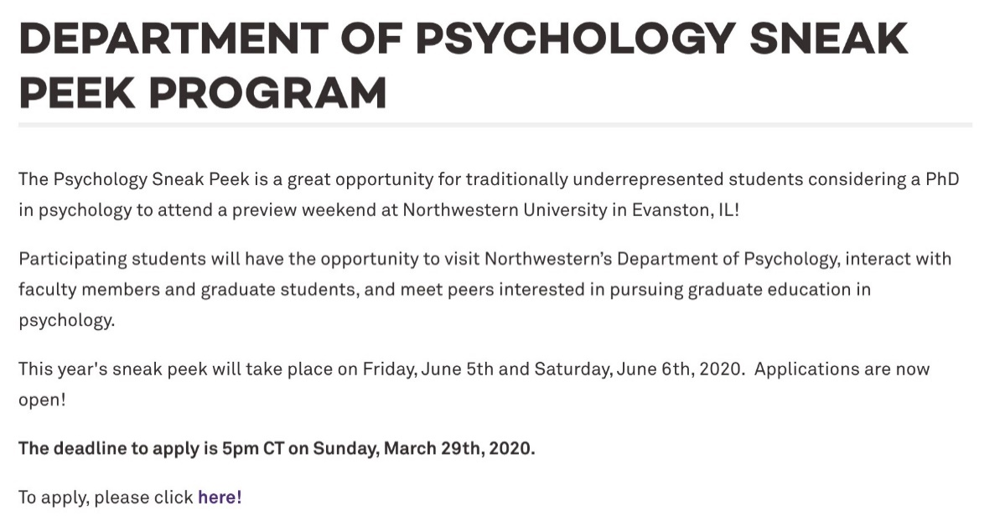 DEPARTMENT OF PSYCHOLOGY SNEAK
PEEK PROGRAM
The Psychology Sneak Peek is a great opportunity for traditionally underrepresented students considering a PhD
in psychology to attend a preview weekend at Northwestern University in Evanston, IL!
Participating students will have the opportunity to visit Northwestern’s Department of Psychology, interact with
faculty members and graduate students, and meet peers interested in pursuing graduate education in
psychology.
This year's sneak peek will take place on Friday, June 5th and Saturday, June 6th, 2020.  Applications are now
open!
The deadline to apply is 5pm CT on Sunday, March 29th, 2020.
To apply, please click here!